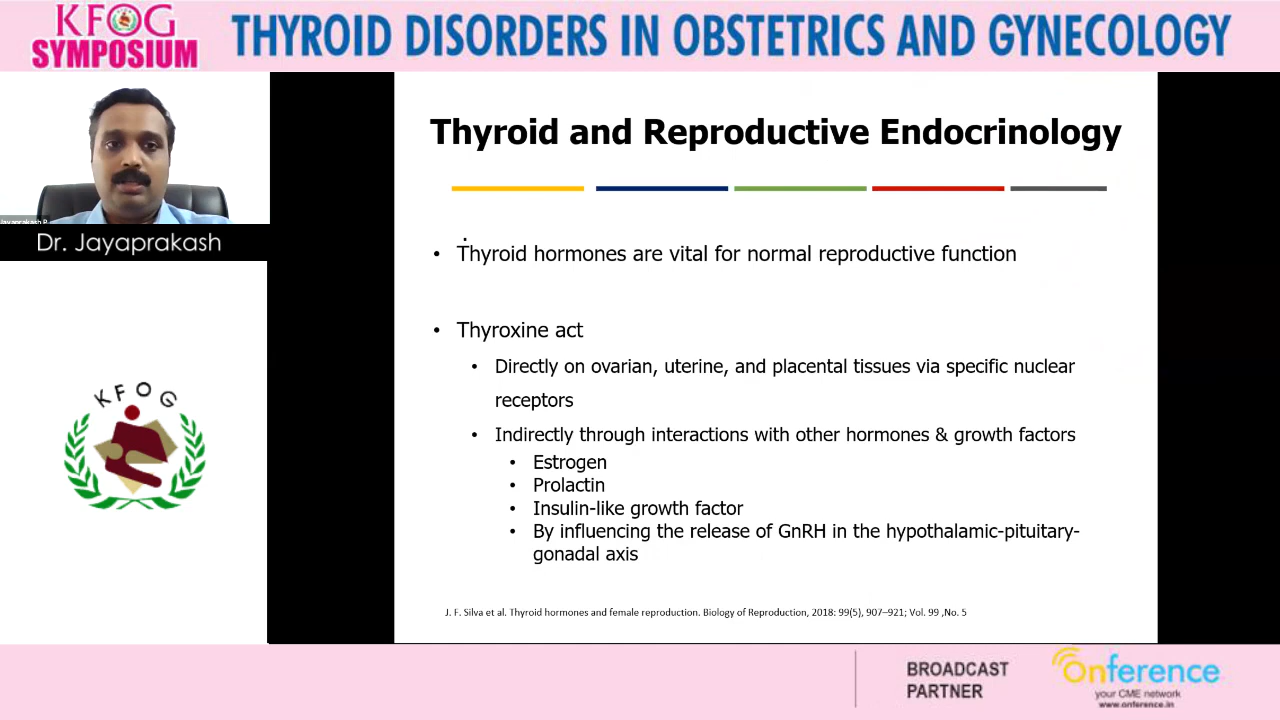 KFOG
SYMPOSIUM
THYROID DISORDERS IN OBSTETRICS AND GYNECOLOGY
Jayaprakash P
Dr. Jayaprakash
KFOG
Thyroid and Reproductive Endocrinology
• Thyroid hormones are vital for normal reproductive function
• Thyroxine act
• Directly on ovarian, uterine, and placental tissues via specific nuclear
receptors
• Indirectly through interactions with other hormones & growth factors
• Estrogen
• Prolactin
• Insulin-like growth factor
• By influencing the release of GnRH in the hypothalamic-pituitary-
gonadal axis
J. F. Silva et al. Thyroid hormones and female reproduction. Biology of Reproduction, 2018: 99(5), 907–921; Vol. 99 ,No. 5
BROADCAST
PARTNER
Onference
your CME network
www.onference.in